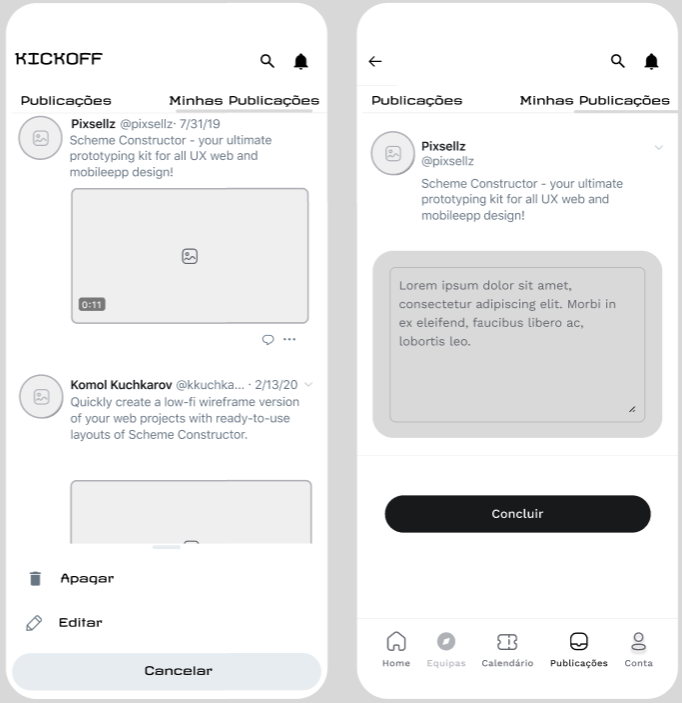 KICKOFF
Publicações Minhas Publicações
Pixsellz @pixsellz· 7/31/19
Scheme Constructor - your ultimate
prototyping kit for all UX web and
mobileepp design!
0:11
Komol Kuchkarov @kkuchka... · 2/13/20
Quickly create a low-fi wireframe version
of your web projects with ready-to-use
layouts of Scheme Constructor.
Apagar
Editar
Cancelar
Publicações Minhas Publicações
Pixsellz
@pixsellz
Scheme Constructor - your ultimate
prototyping kit for all UX web and
mobileepp design!
Lorem ipsum dolor sit amet,
consectetur adipiscing elit. Morbi in
ex eleifend, faucibus libero ac,
lobortis leo.
Concluir
Home Equipas Calendário Publicações Conta